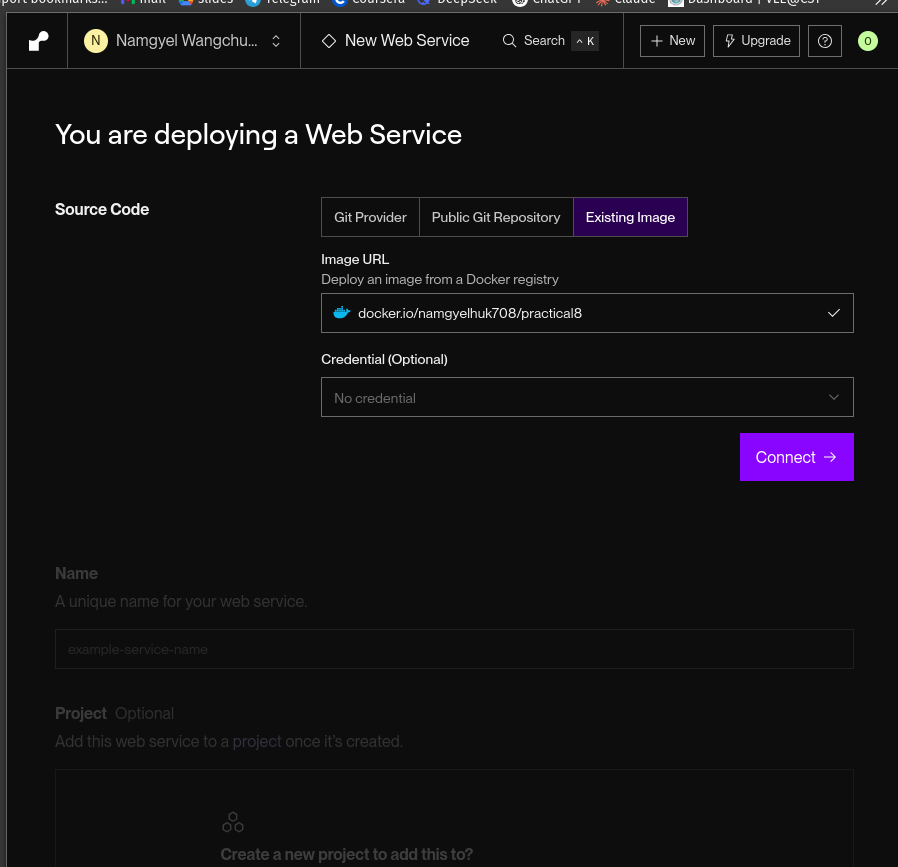 port bookmarks... Mail Slides Telegram Coursera DeepSeek ChatGPT Claude Dashboard | VLE@CST
N Namgyel Wangchu... New Web Service Search ^ K + New Upgrade ? O
You are deploying a Web Service
Source Code
Git Provider Public Git Repository Existing Image
Image URL
Deploy an image from a Docker registry
docker.io/namgyelhuk708/practical8
Credential (Optional)
No credential
Connect →
Name
A unique name for your web service.
example-service-name
Project Optional
Add this web service to a project once it's created.
Create a new project to add this to?